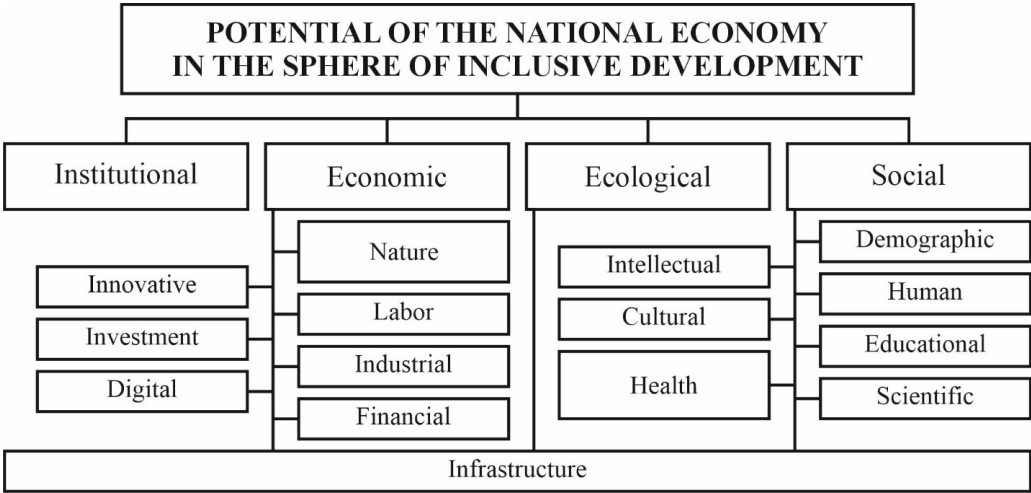 POTENTIAL OF THE NATIONAL ECONOMY
IN THE SPHERE OF INCLUSIVE DEVELOPMENT
Institutional
Economic
Ecological
Social
Innovative
Investment
Digital
Nature
Labor
Industrial
Financial
Intellectual
Cultural
Health
Demographic
Human
Educational
Scientific
Infrastructure